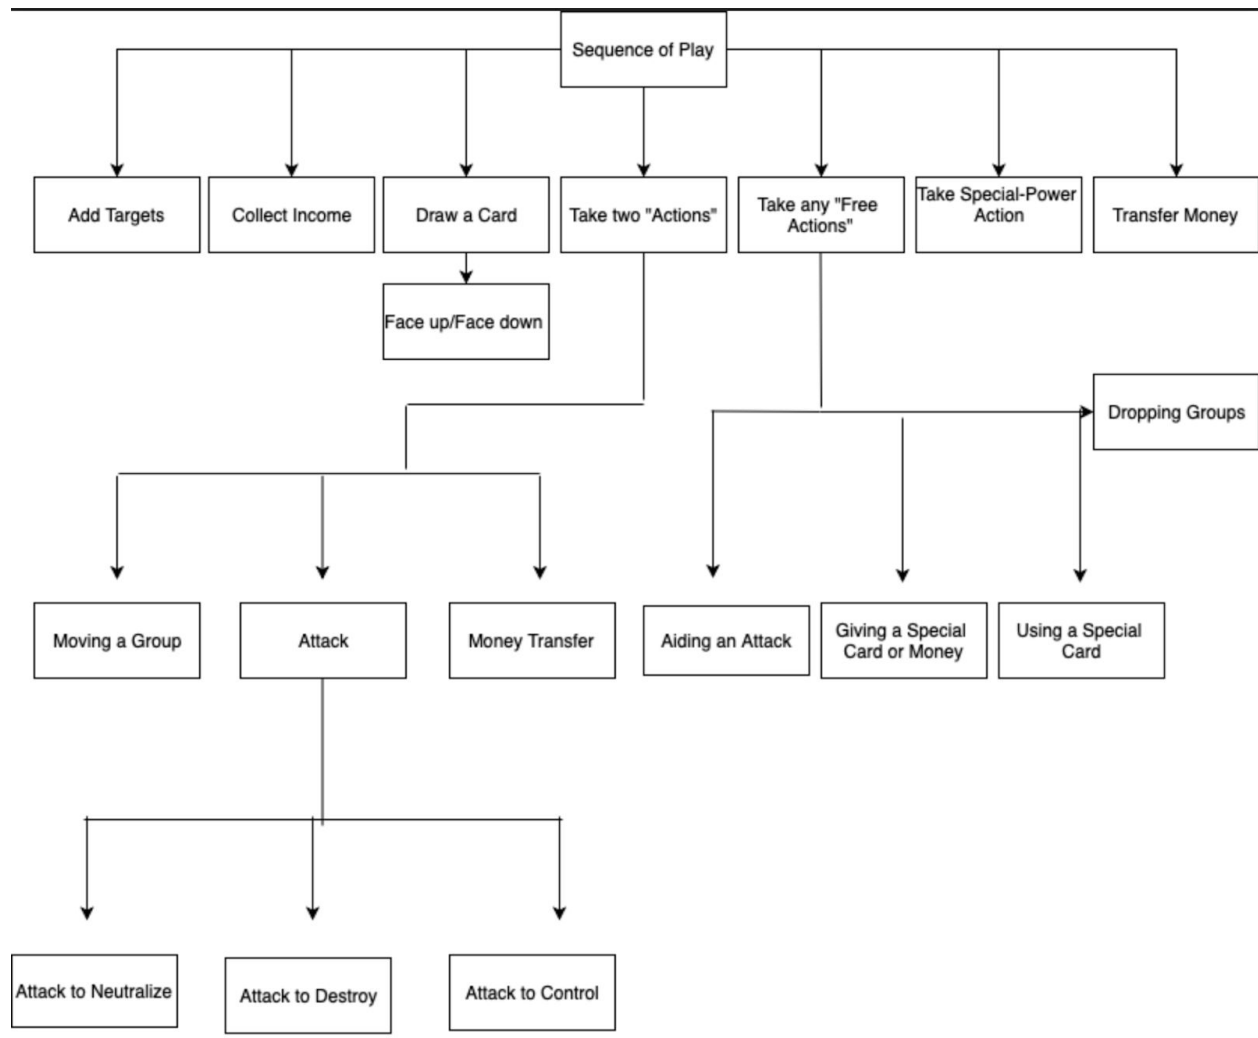 Sequence of Play
Add Targets
Collect Income
Draw a Card
Take two "Actions"
Take any "Free
Actions"
Take Special-Power
Action
Transfer Money
Face up/Face down
Dropping Groups
Moving a Group
Attack
Money Transfer
Aiding an Attack
Giving a Special
Card or Money
Using a Special
Card
Attack to Neutralize
Attack to Destroy
Attack to Control